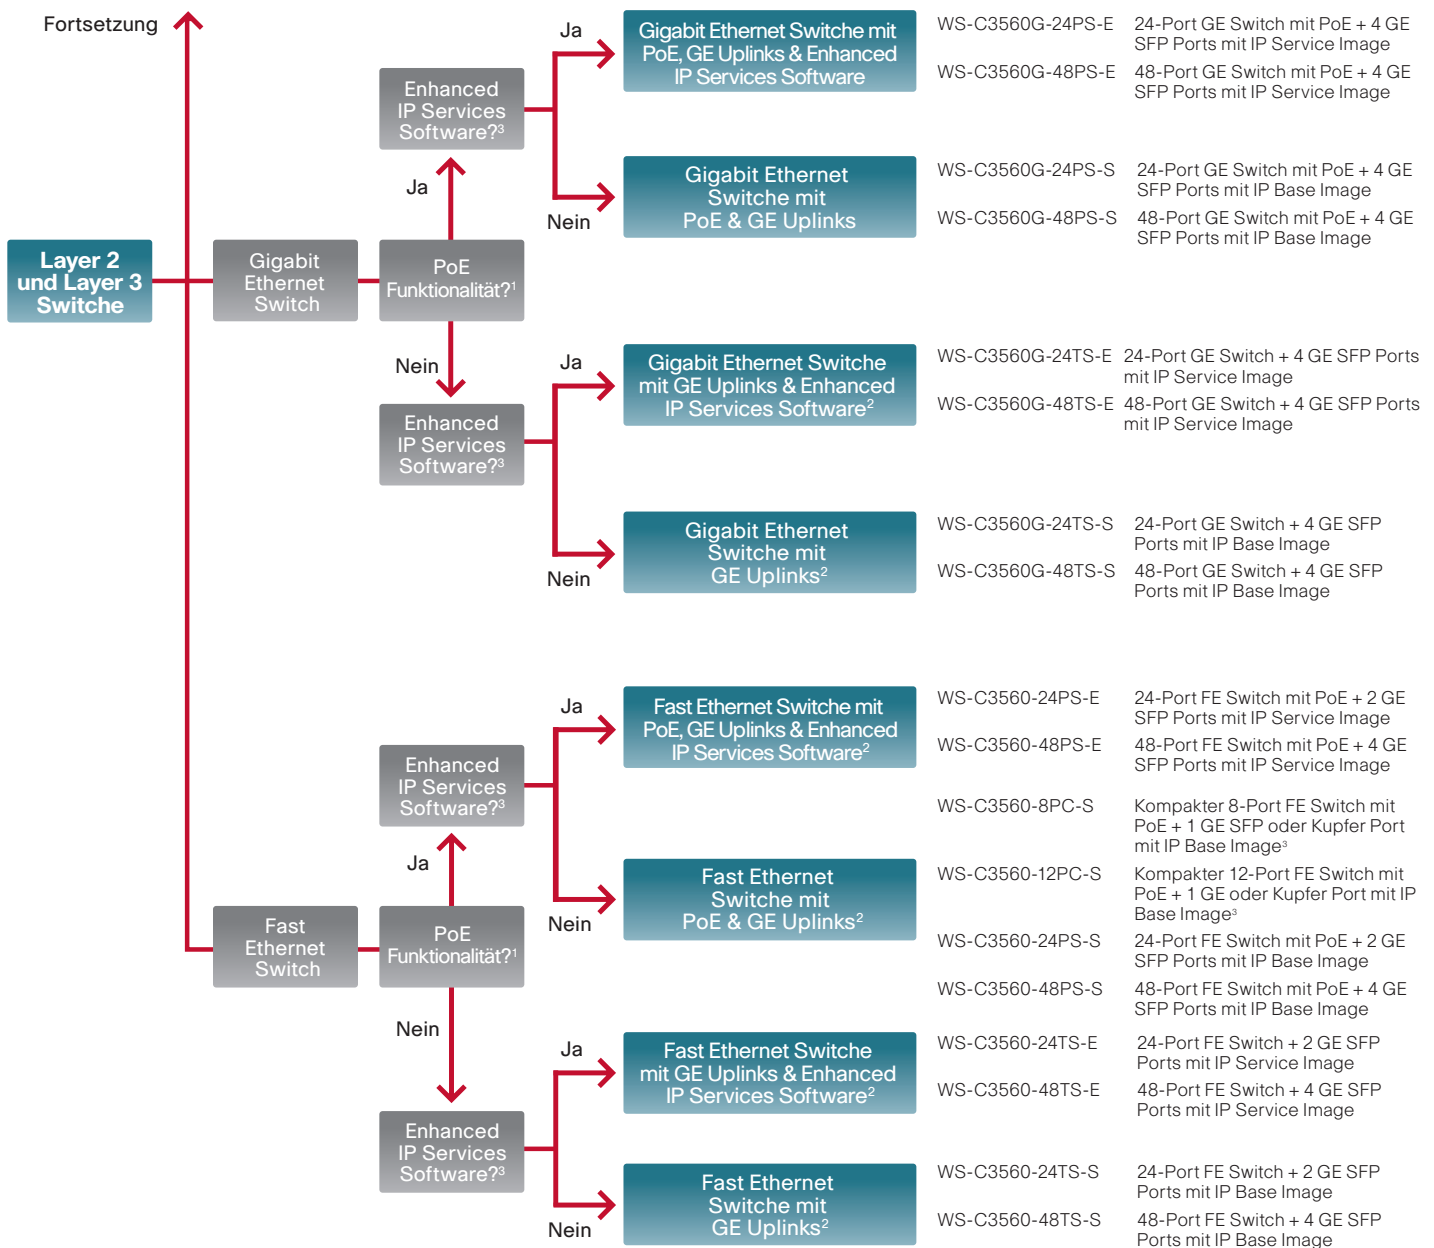 Fortsetzung
Layer 2
und Layer 3
Switche
Gigabit
Ethernet
Switch
PoE
Funktionalität?¹
Ja
Nein
Enhanced
IP Services
Software?³
Ja
Nein
Gigabit Ethernet Switche mit
PoE, GE Uplinks & Enhanced
IP Services Software
WS-C3560G-24PS-E 24-Port GE Switch mit PoE + 4 GE
SFP Ports mit IP Service Image
WS-C3560G-48PS-E 48-Port GE Switch mit PoE + 4 GE
SFP Ports mit IP Service Image
Gigabit Ethernet
Switche mit
PoE & GE Uplinks
WS-C3560G-24PS-S 24-Port GE Switch mit PoE + 4 GE
SFP Ports mit IP Base Image
WS-C3560G-48PS-S 48-Port GE Switch mit PoE + 4 GE
SFP Ports mit IP Base Image
Enhanced
IP Services
Software?³
Ja
Nein
Gigabit Ethernet Switche
mit GE Uplinks & Enhanced
IP Services Software²
WS-C3560G-24TS-E 24-Port GE Switch + 4 GE SFP Ports
mit IP Service Image
WS-C3560G-48TS-E 48-Port GE Switch + 4 GE SFP Ports
mit IP Service Image
Gigabit Ethernet
Switche mit
GE Uplinks²
WS-C3560G-24TS-S 24-Port GE Switch + 4 GE SFP
Ports mit IP Base Image
WS-C3560G-48TS-S 48-Port GE Switch + 4 GE SFP
Ports mit IP Base Image
Fast
Ethernet
Switch
PoE
Funktionalität?¹
Ja
Nein
Enhanced
IP Services
Software?³
Ja
Nein
Fast Ethernet Switche mit
PoE, GE Uplinks & Enhanced
IP Services Software²
WS-C3560-24PS-E 24-Port FE Switch mit PoE + 2 GE
SFP Ports mit IP Service Image
WS-C3560-48PS-E 48-Port FE Switch mit PoE + 4 GE
SFP Ports mit IP Service Image
Fast Ethernet
Switche mit
PoE & GE Uplinks²
WS-C3560-8PC-S Kompakter 8-Port FE Switch mit
PoE + 1 GE SFP oder Kupfer Port
mit IP Base Image³
WS-C3560-12PC-S Kompakter 12-Port FE Switch mit
PoE + 1 GE oder Kupfer Port mit IP
Base Image³
WS-C3560-24PS-S 24-Port FE Switch mit PoE + 2 GE
SFP Ports mit IP Base Image
WS-C3560-48PS-S 48-Port FE Switch mit PoE + 4 GE
SFP Ports mit IP Base Image
Enhanced
IP Services
Software?³
Ja
Nein
Fast Ethernet Switche
mit GE Uplinks & Enhanced
IP Services Software²
WS-C3560-24TS-E 24-Port FE Switch + 2 GE SFP
Ports mit IP Service Image
WS-C3560-48TS-E 48-Port FE Switch + 4 GE SFP
Ports mit IP Service Image
Fast Ethernet
Switche mit
GE Uplinks²
WS-C3560-24TS-S 24-Port FE Switch + 2 GE SFP
Ports mit IP Base Image
WS-C3560-48TS-S 48-Port FE Switch + 4 GE SFP
Ports mit IP Base Image